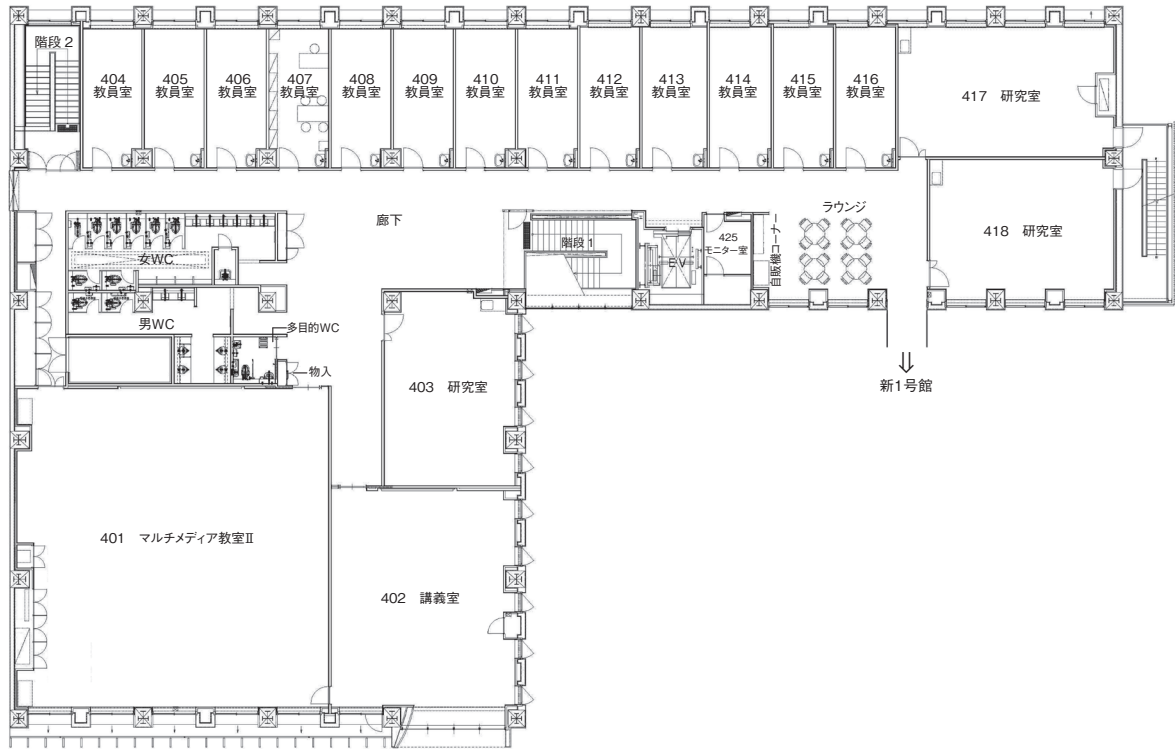 階段 2
404
教員室
405
教員室
406
教員室
407
教員室
408
教員室
409
教員室
410
教員室
411
教員室
412
教員室
413
教員室
414
教員室
415
教員室
416
教員室
417 研究室
418 研究室
ラウンジ
自販機コーナー
425
モニター室
EV
階段 1
廊下
女WC
男WC
多目的WC
物入
403 研究室
新1号館
401 マルチメディア教室Ⅱ
402 講義室